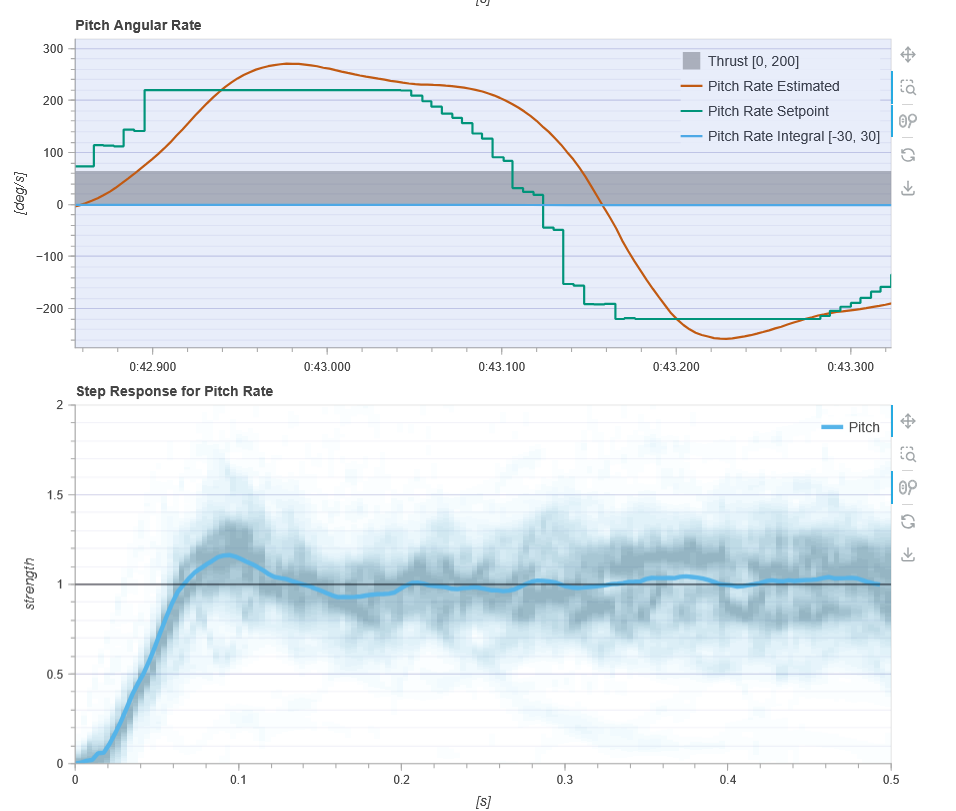 [s]
Pitch Angular Rate
300
200
100
0
−100
−200
[deg/s]
Thrust [0, 200]
Pitch Rate Estimated
Pitch Rate Setpoint
Pitch Rate Integral [-30, 30]
0:42.900 0:43.000 0:43.100 0:43.200 0:43.300
Step Response for Pitch Rate
2
1.5
1
0.5
0
strength
Pitch
0 0.1 0.2 0.3 0.4 0.5
[s]